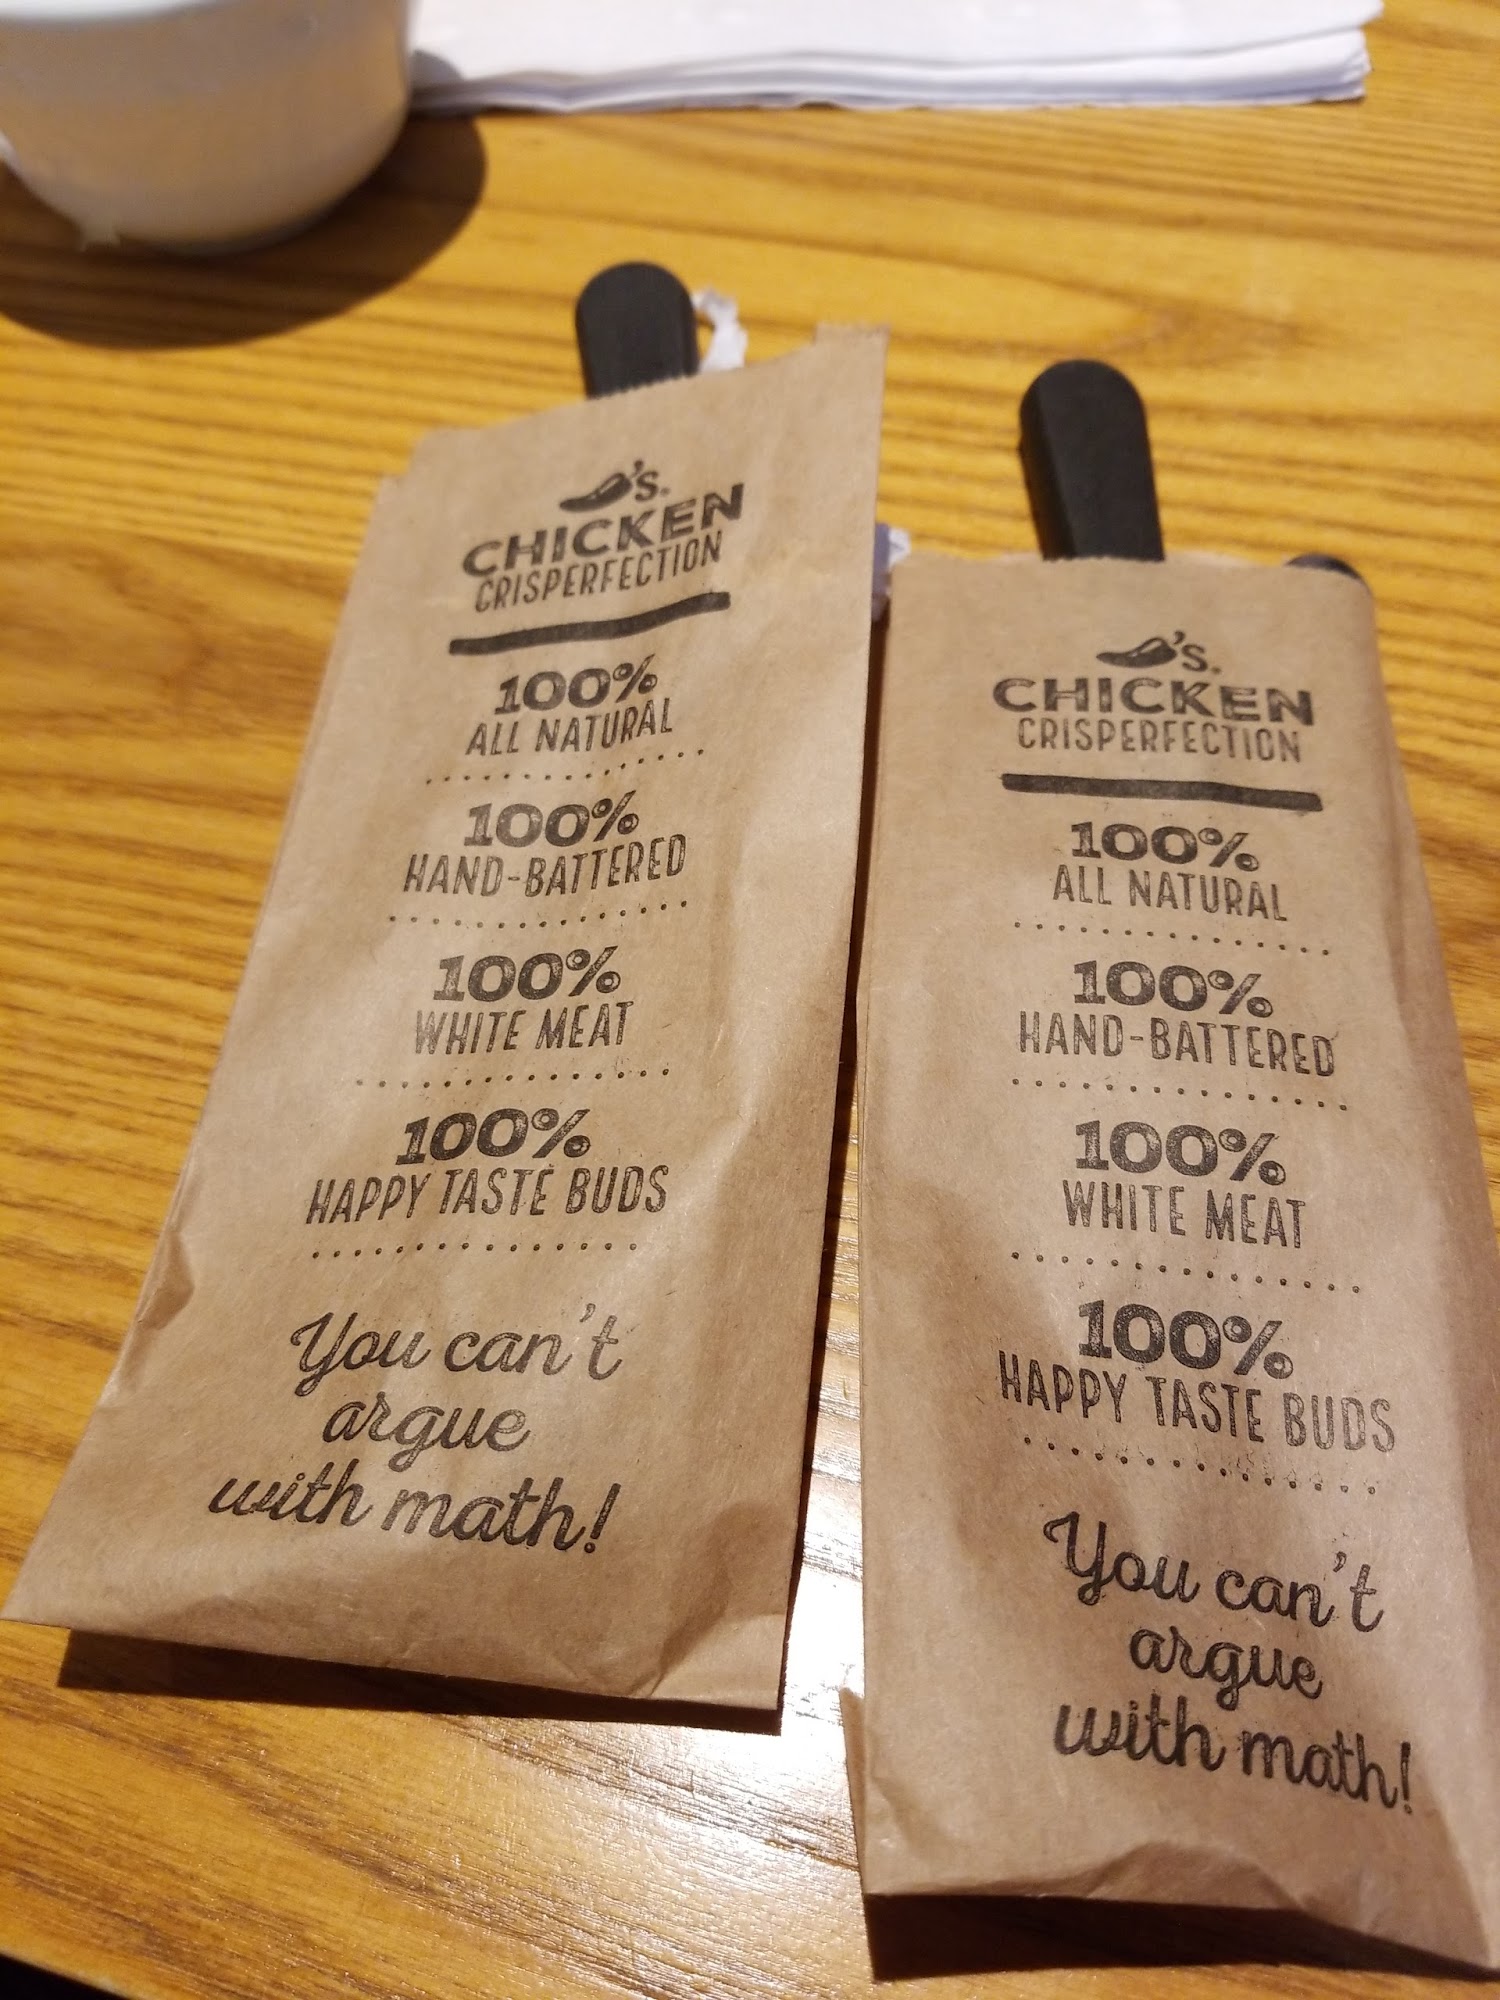 's.
CHICKEN
CRISPERFECTION
100%
ALL NATURAL
100%
HAND-BATTERED
100%
WHITE MEAT
100%
HAPPY TASTE BUDS
You can't
argue
with math!
's.
CHICKEN
CRISPERFECTION
100%
ALL NATURAL
100%
HAND-BATTERED
100%
WHITE MEAT
100%
HAPPY TASTE BUDS
You can't
argue
with math!